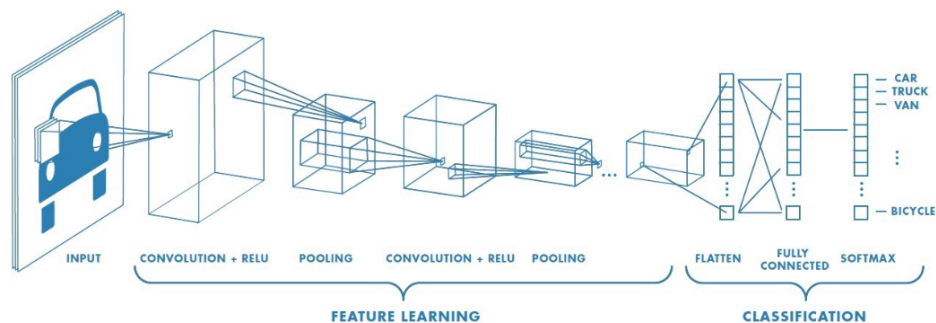 CAR
TRUCK
VAN
BICYCLE
INPUT
CONVOLUTION + RELU
POOLING
CONVOLUTION + RELU
POOLING
FLATTEN
FULLY
CONNECTED
SOFTMAX
FEATURE LEARNING
CLASSIFICATION